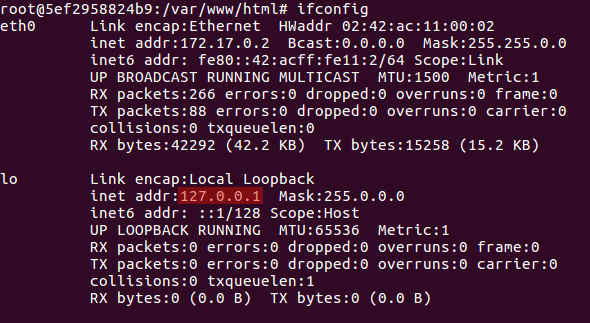 root@5ef2958824b9:/var/www/html# ifconfig
eth0      Link encap:Ethernet  HWaddr 02:42:ac:11:00:02
          inet addr:172.17.0.2  Bcast:0.0.0.0  Mask:255.255.0.0
          inet6 addr: fe80::42:acff:fe11:2/64 Scope:Link
          UP BROADCAST RUNNING MULTICAST  MTU:1500  Metric:1
          RX packets:266 errors:0 dropped:0 overruns:0 frame:0
          TX packets:88 errors:0 dropped:0 overruns:0 carrier:0
          collisions:0 txqueuelen:0
          RX bytes:42292 (42.2 KB)  TX bytes:15258 (15.2 KB)
lo        Link encap:Local Loopback
          inet addr:127.0.0.1  Mask:255.0.0.0
          inet6 addr: ::1/128 Scope:Host
          UP LOOPBACK RUNNING  MTU:65536  Metric:1
          RX packets:0 errors:0 dropped:0 overruns:0 frame:0
          TX packets:0 errors:0 dropped:0 overruns:0 carrier:0
          collisions:0 txqueuelen:1
          RX bytes:0 (0.0 B)  TX bytes:0 (0.0 B)